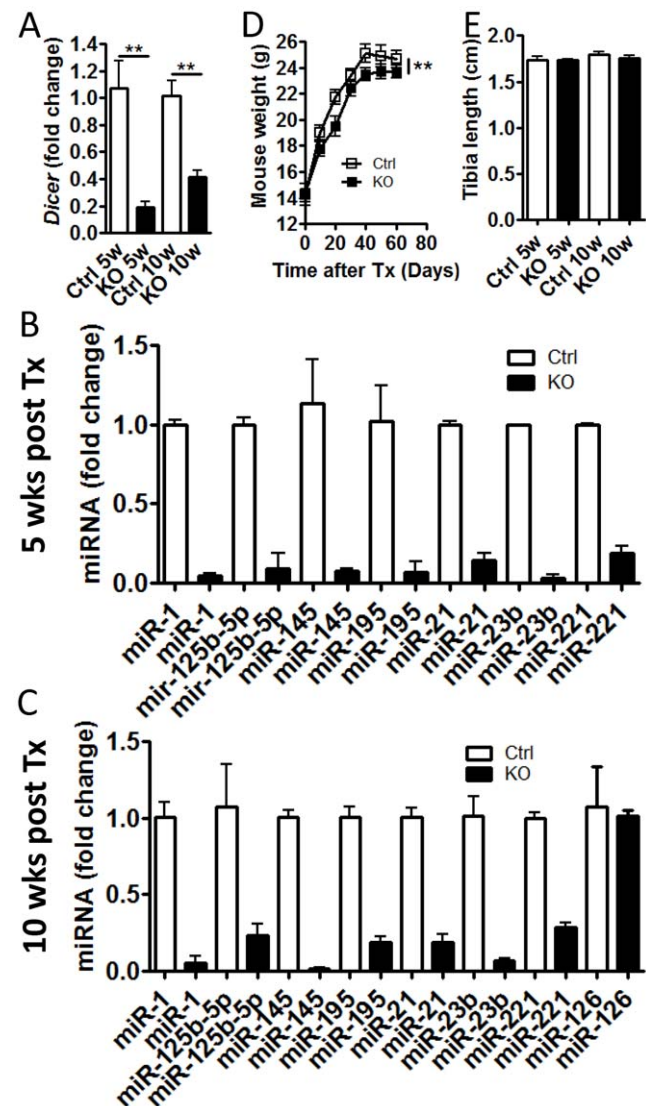 A
Dicer (fold change)
1.4
1.2
1.0
0.8
0.6
0.4
0.2
0.0
**
**
Ctrl 5w
KO 5w
Ctrl 10w
KO 10w
D
Mouse weight (g)
26
24
22
20
18
16
14
12
**
Ctrl
KO
0 20 40 60 80
Time after Tx (Days)
E
Tibia length (cm)
2.0
1.5
1.0
0.5
0.0
Ctrl 5w
KO 5w
Ctrl 10w
KO 10w
B
5 wks post Tx
miRNA (fold change)
1.5
1.0
0.5
0.0
Ctrl
KO
miR-1
miR-1
mir-125b-5p
mir-125b-5p
miR-145
miR-145
miR-195
miR-195
miR-21
miR-21
miR-23b
miR-23b
miR-221
miR-221
C
10 wks post Tx
miRNA (fold change)
1.5
1.0
0.5
0.0
Ctrl
KO
miR-1
miR-1
miR-125b-5p
miR-125b-5p
miR-145
miR-145
miR-195
miR-195
miR-21
miR-21
miR-23b
miR-23b
miR-221
miR-221
miR-126
miR-126